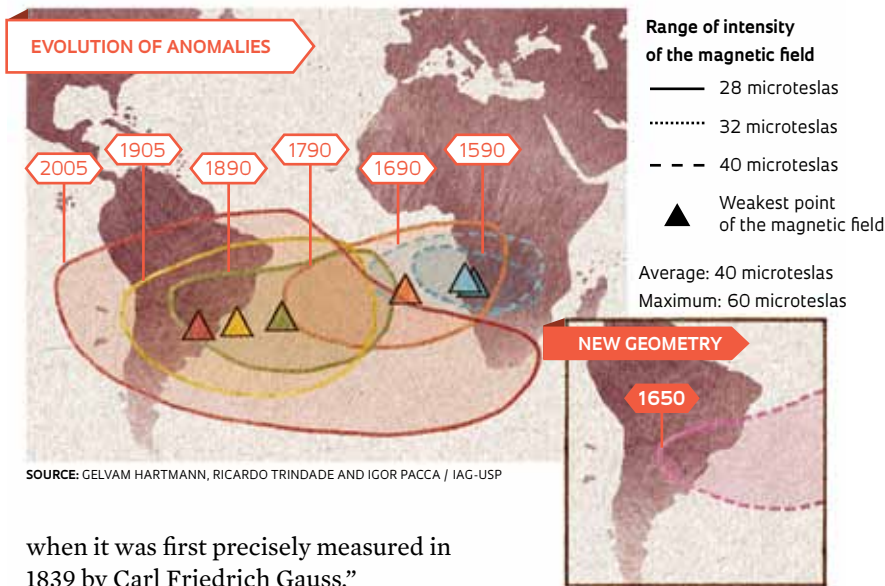 EVOLUTION OF ANOMALIES
2005
1905
1890
1790
1690
1590
Range of intensity
of the magnetic field
28 microteslas
32 microteslas
40 microteslas
Weakest point
of the magnetic field
Average: 40 microteslas
Maximum: 60 microteslas
NEW GEOMETRY
1650
SOURCE: GELVAM HARTMANN, RICARDO TRINDADE AND IGOR PACCA / IAG-USP
when it was first precisely measured in
1839 by Carl Friedrich Gauss.”